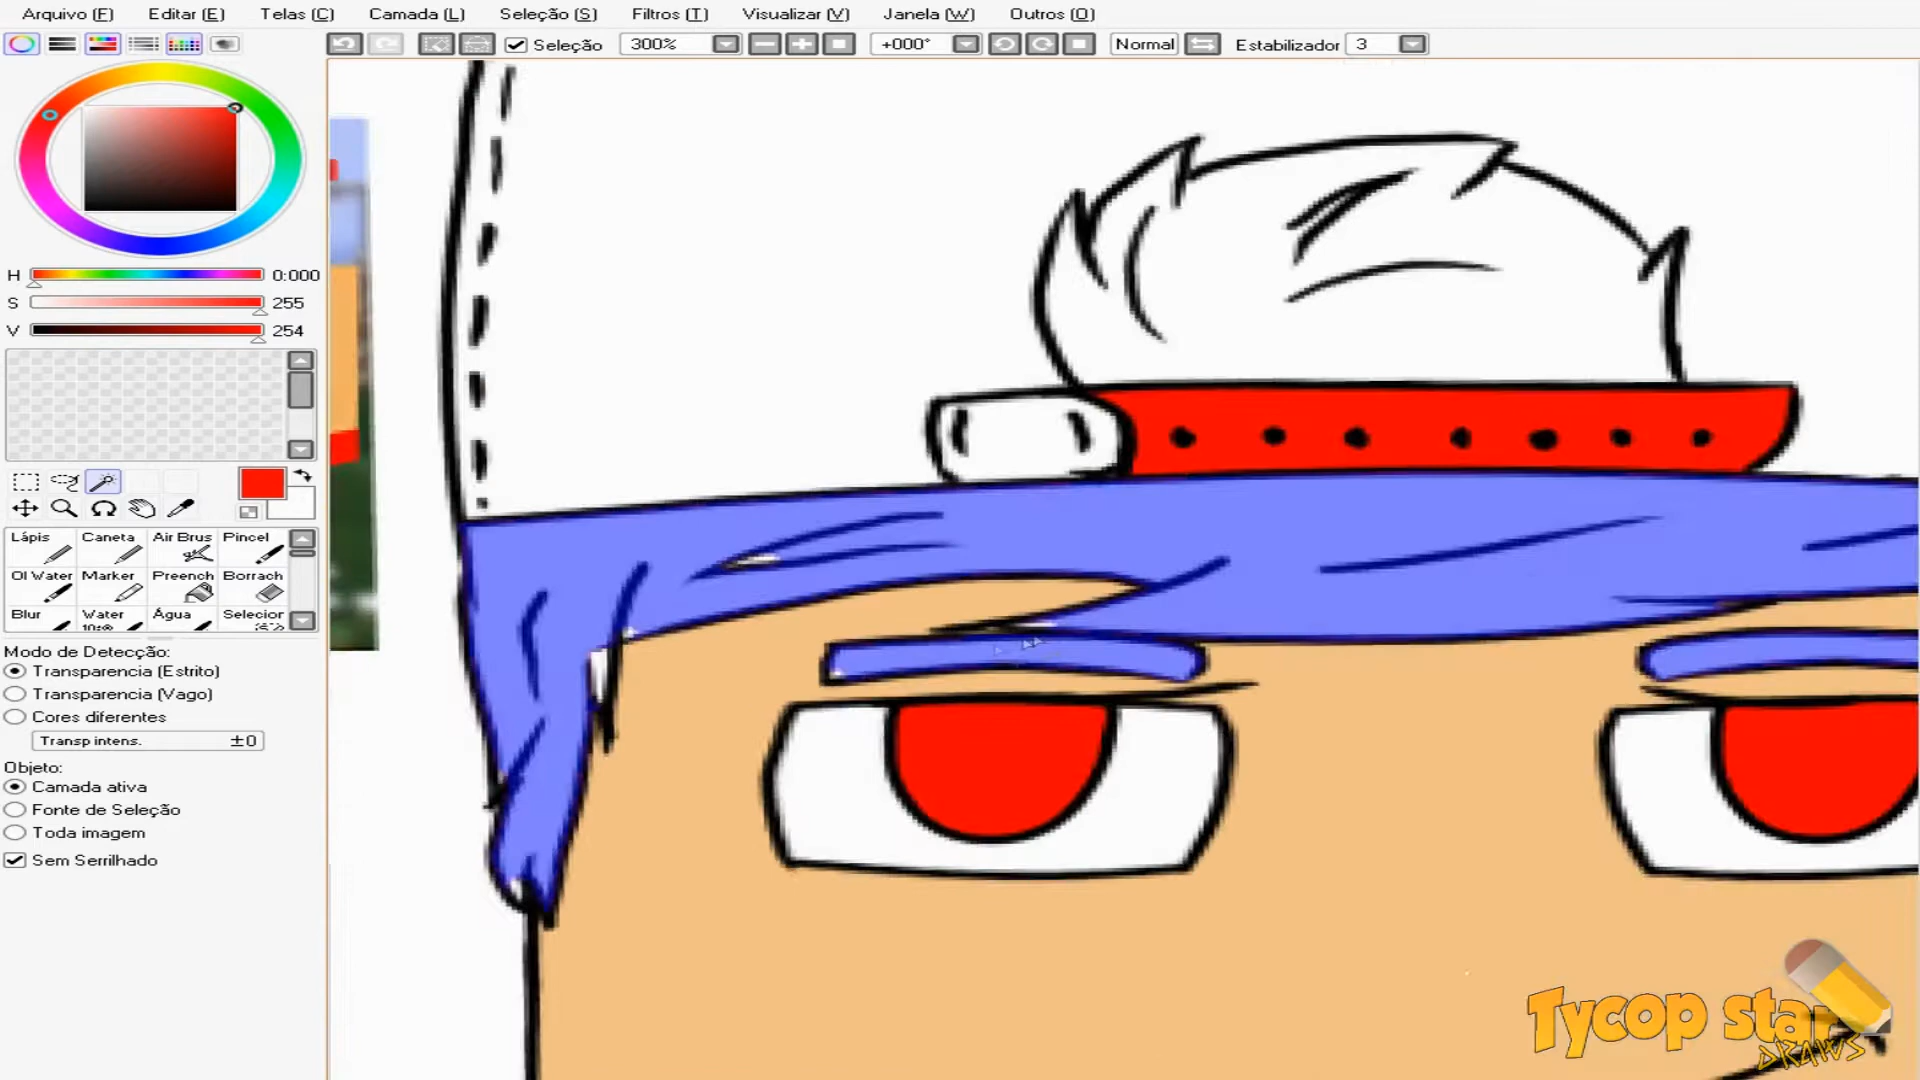 Arquivo (F) Editar (E) Telas (C) Camada (L) Seleção (S) Filtros (T) Visualizar (V) Janela (W) Outros (O)
Seleção 300% +000° Normal Estabilizador 3
H 0:000
S 255
V 254
Lápis Caneta Air Brus Pincel
Ol Water Marker Preench Borrach
Blur Water Água Selecior
Modo de Detecção:
Transparencia (Estrito)
Transparencia (Vago)
Cores diferentes
Transp intens. ±0
Objeto:
Camada ativa
Fonte de Seleção
Toda imagem
Sem Serrilhado
Tycop star
DRAWS